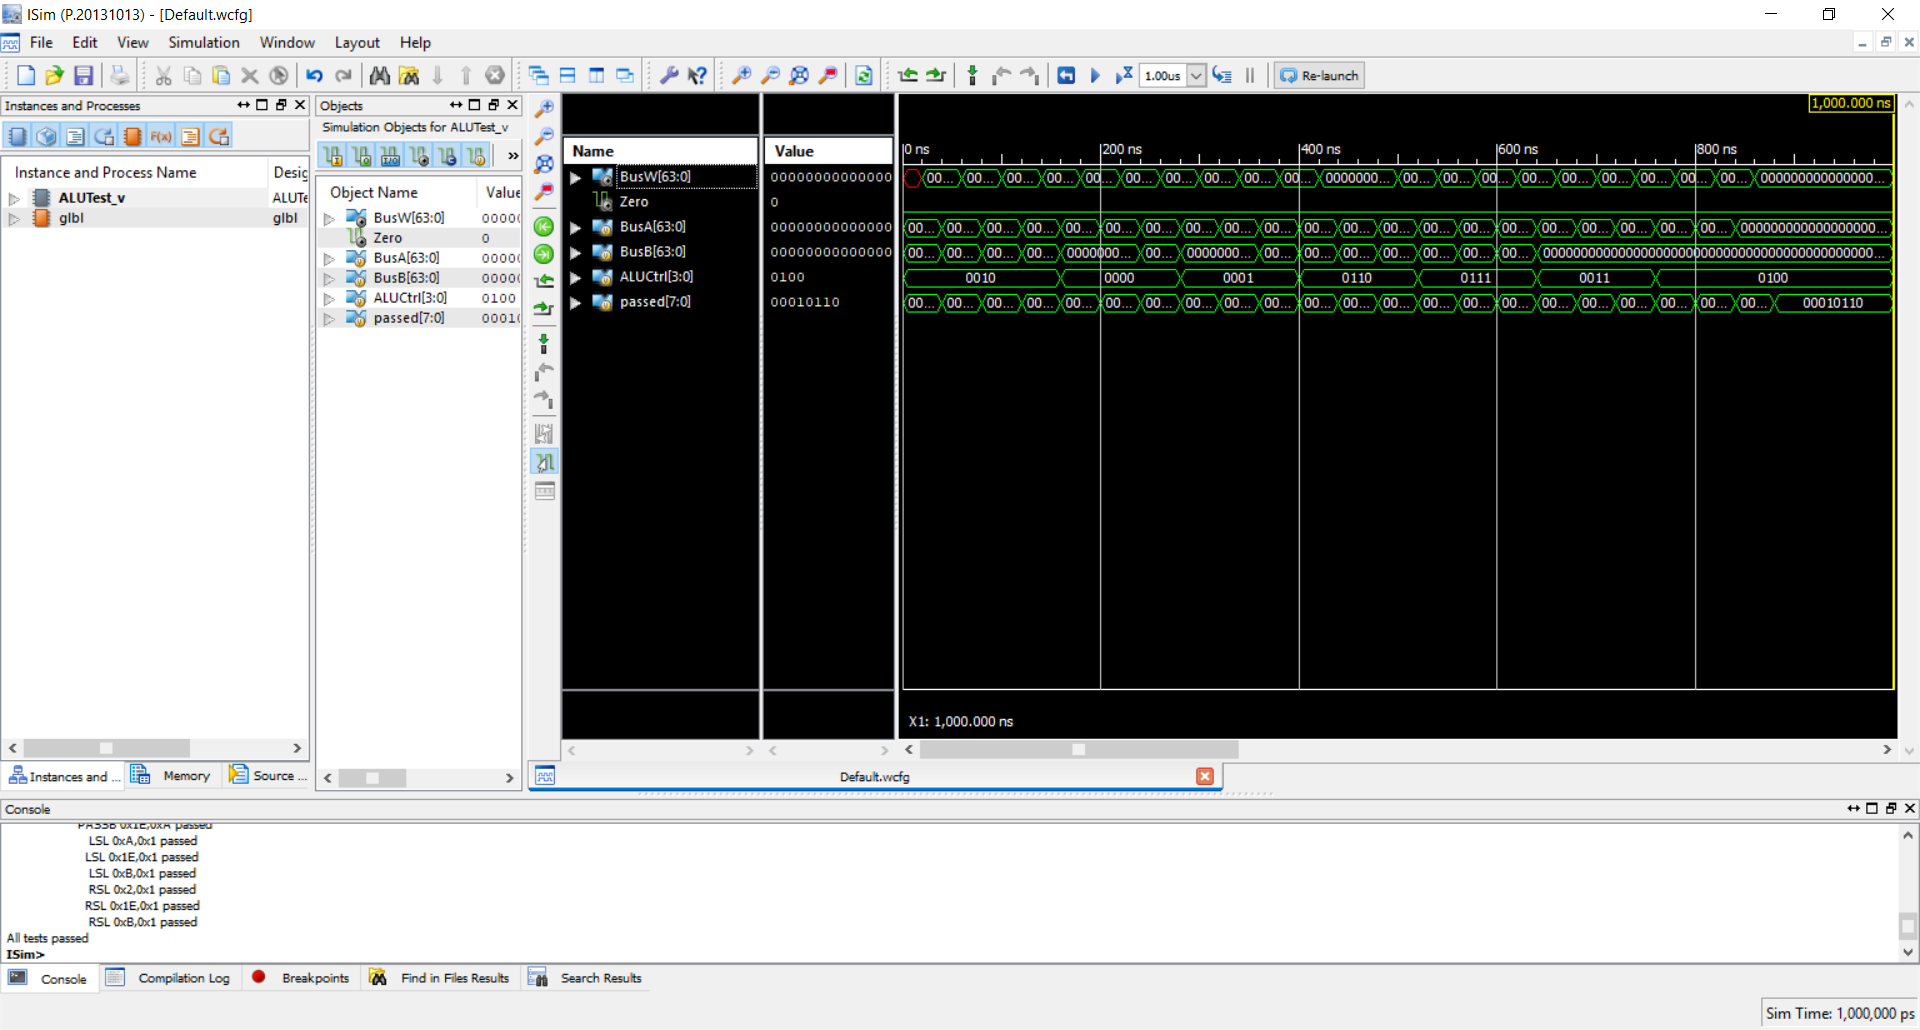 ISim (P.20131013) - [Default.wcfg]
File Edit View Simulation Window Layout Help
1.00us Re-launch
Instances and Processes
Instance and Process Name Desig
ALUTest_v ALUTe
glbl glbl
Instances and ... Memory Source ...
Objects
Simulation Objects for ALUTest_v
»
Object Name Value
BusW[63:0] 0000(
Zero 0
BusA[63:0] 0000(
BusB[63:0] 0000(
ALUCtrl[3:0] 0100
passed[7:0] 0001(
Name Value
BusW[63:0] 00000000000000
Zero 0
BusA[63:0] 00000000000000
BusB[63:0] 00000000000000
ALUCtrl[3:0] 0100
passed[7:0] 00010110
1,000.000 ns
0 ns 200 ns 400 ns 600 ns 800 ns
00... 00... 00... 00... 00... 00... 00... 00... 00... 00... 0000000... 00... 00... 00... 00... 00... 00... 00... 00... 00... 000000000000000...
00... 00... 00... 00... 00... 00... 00... 00... 00... 00... 00... 00... 00... 00... 00... 00... 00... 00... 00... 00... 00... 00000000000000000...
00... 00... 00... 00... 0000000... 00... 0000000... 00... 00... 00... 00... 00... 00... 00000000000000000000000000000000000000000000000...
0010 0000 0001 0110 0111 0011 0100
00... 00... 00... 00... 00... 00... 00... 00... 00... 00... 00... 00... 00... 00... 00... 00... 00... 00... 00... 00... 00... 00... 00010110
X1: 1,000.000 ns
Default.wcfg
Console
PASSB 0x1E,0xA passed
LSL 0xA,0x1 passed
LSL 0x1E,0x1 passed
LSL 0xB,0x1 passed
RSL 0x2,0x1 passed
RSL 0x1E,0x1 passed
RSL 0xB,0x1 passed
All tests passed
ISim>
Console Compilation Log Breakpoints Find in Files Results Search Results
Sim Time: 1,000,000 ps